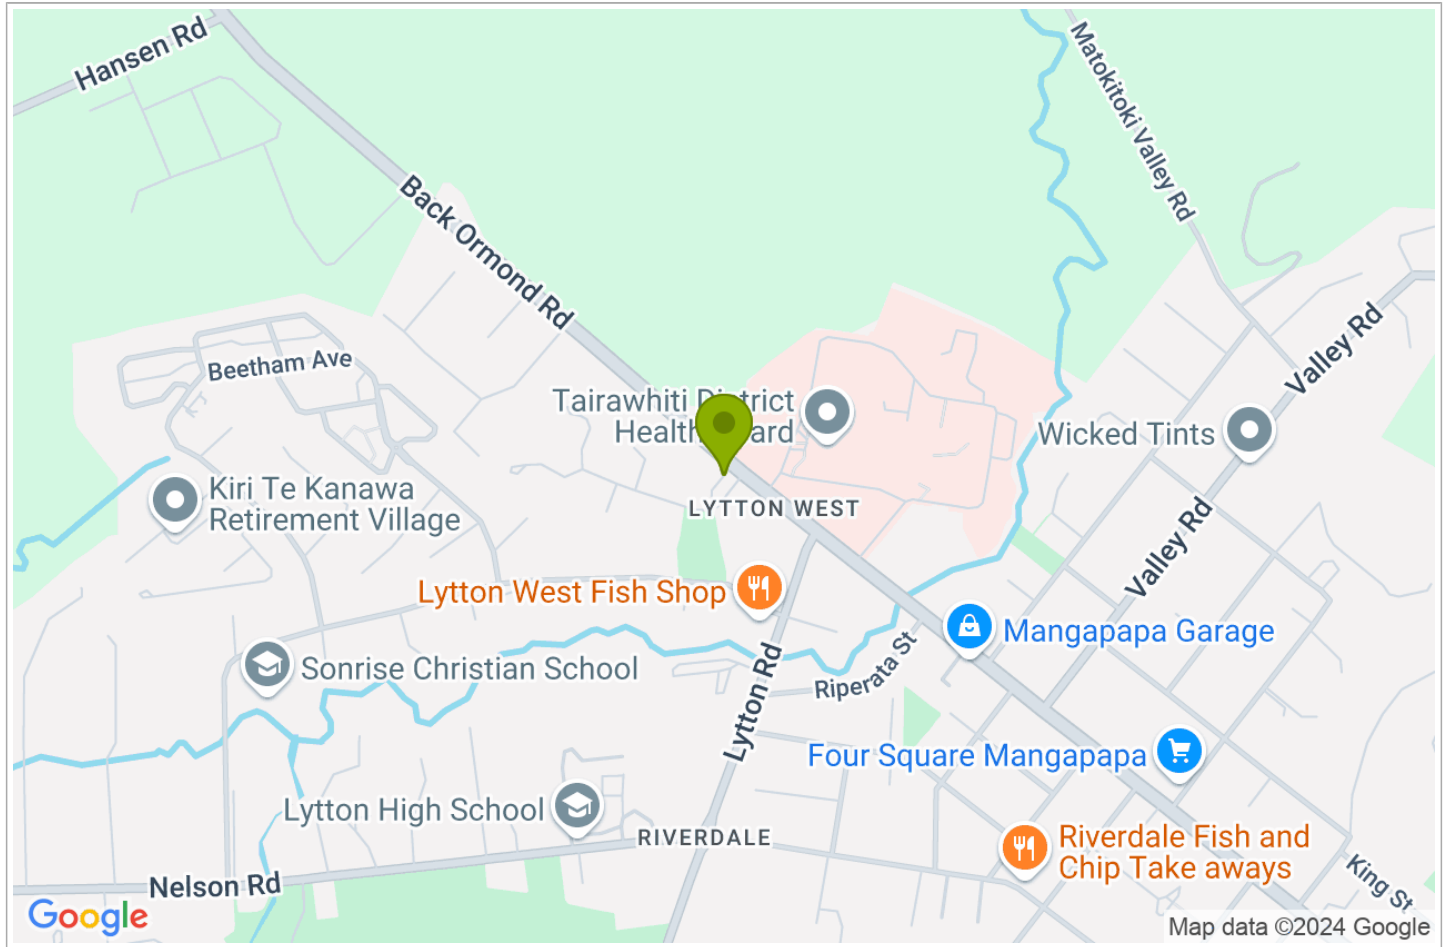 Hansen Rd
Matokitoki Valley Rd
Back Ormond Rd
Valley Rd
Beetham Ave
Tairawhiti District
Health
ard
Wicked Tints
Kiri Te Kanawa
Retirement Village
LYTTON WEST
Valley Rd
Lytton West Fish Shop
Mangapapa Garage
Sonrise Christian School
Riperata St
Lytton Rd
Four Square Mangapapa
Lytton High School
RIVERDALE
Riverdale Fish and
Chip Take aways
Nelson Rd
King St
Google
Map data ©2024 Google